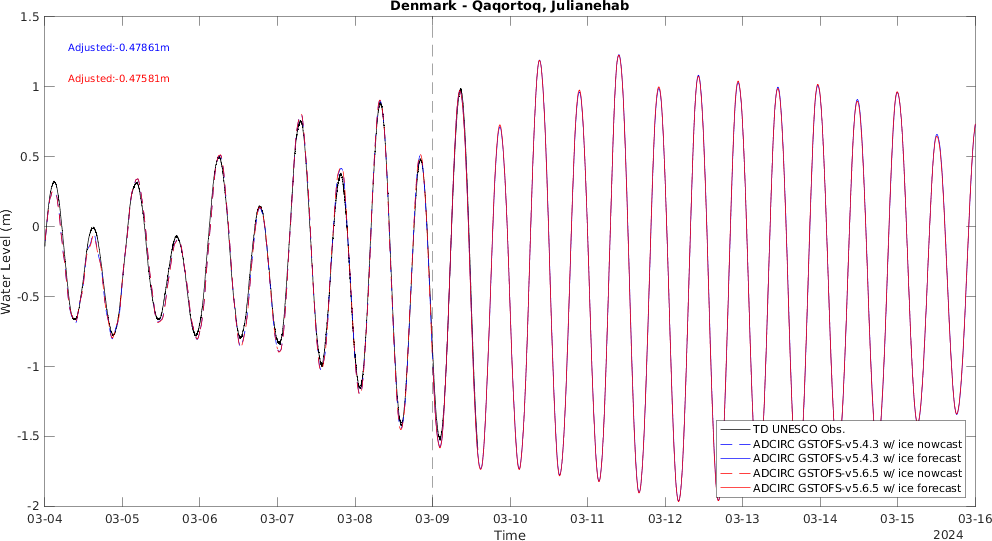 Denmark - Qaqortoq, Julianehab
1.5
Adjusted:-0.47861m
Adjusted:-0.47581m
1
0.5
0
-0.5
-1
-1.5
-2
Water Level (m)
TD UNESCO Obs.
ADCIRC GSTOFS-v5.4.3 w/ ice nowcast
ADCIRC GSTOFS-v5.4.3 w/ ice forecast
ADCIRC GSTOFS-v5.6.5 w/ ice nowcast
ADCIRC GSTOFS-v5.6.5 w/ ice forecast
03-04 03-05 03-06 03-07 03-08 03-09 03-10 03-11 03-12 03-13 03-14 03-15 03-16
Time
2024